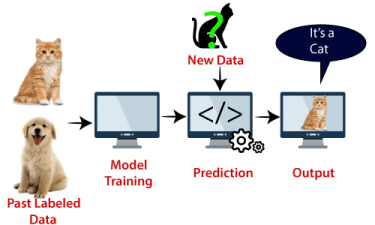 It's a
Cat
?
New Data
</>
Model
Training
Prediction
Output
Past Labeled
Data